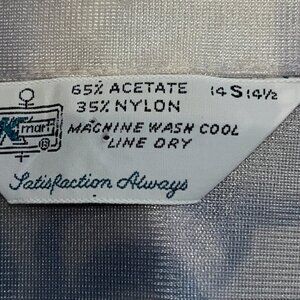 65% ACETATE 14 S 14½
35% NYLON
Kmart ®
MACHINE WASH COOL
LINE DRY
Satisfaction Always